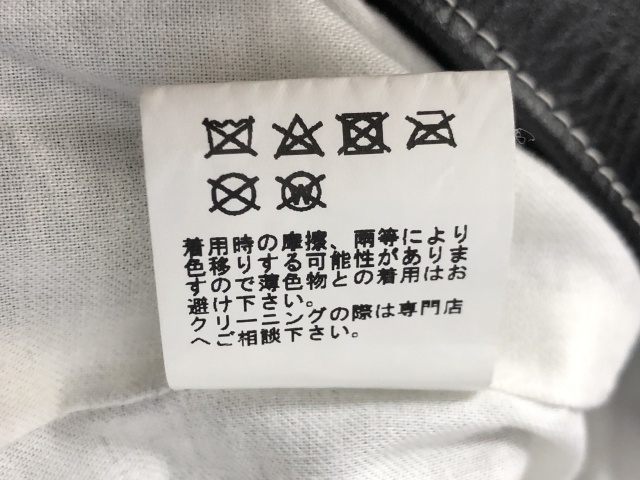 W
着用時の摩擦、雨等により
色移りする可能性がありま
すので薄色物との着用はお
避け下さい。
クリーニングの際は専門店
へご相談下さい。